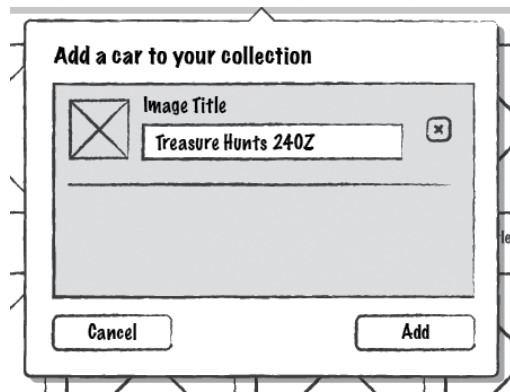 Add a car to your collection
Image Title
Treasure Hunts 240Z
Cancel
Add